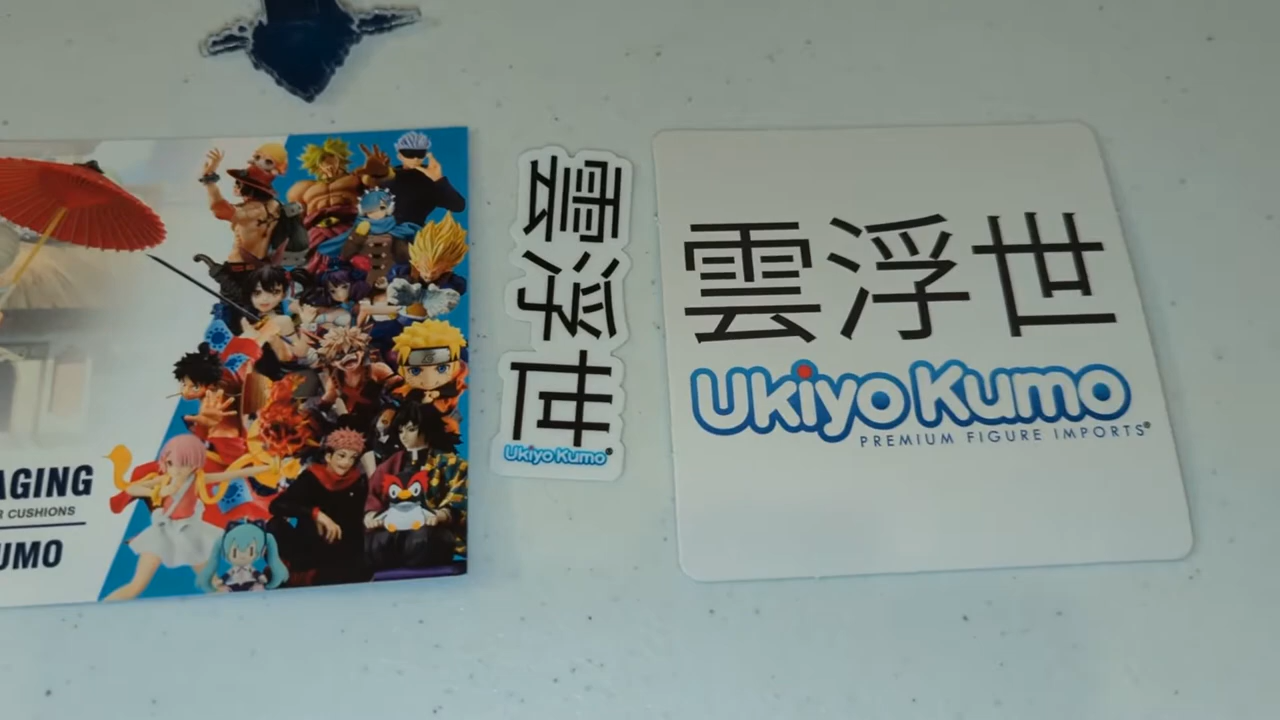 AGING
R CUSHIONS
UMO
雲浮世
Ukiyo Kumo®
雲浮世
Ukiyo Kumo
PREMIUM FIGURE IMPORTS®